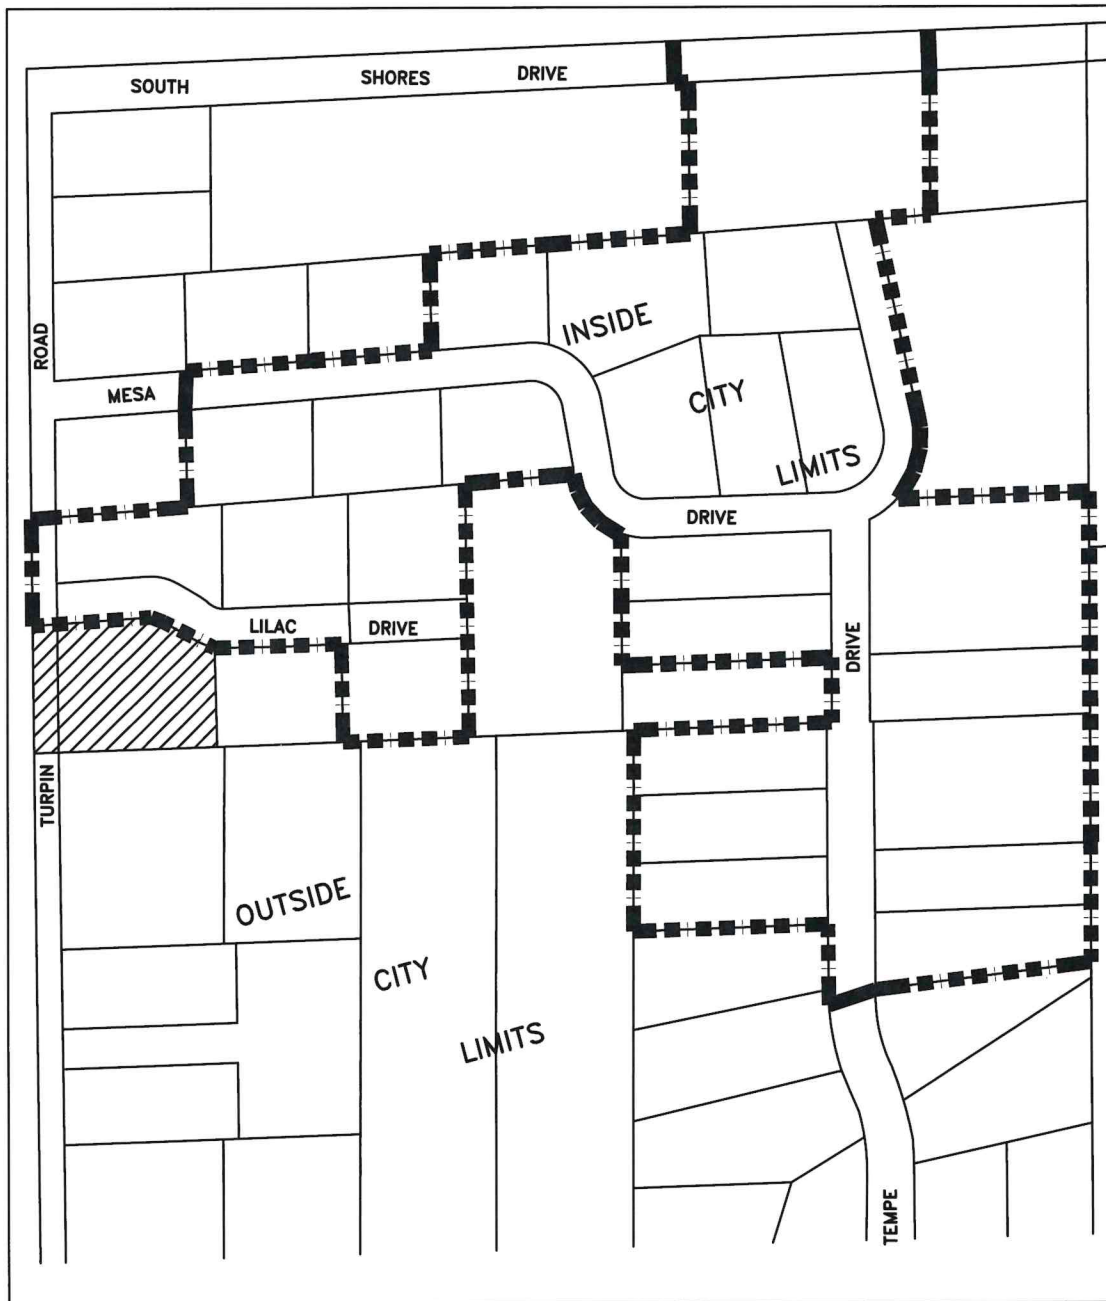 SOUTH SHORES DRIVE
ROAD
MESA
INSIDE
CITY
LIMITS
DRIVE
LILAC DRIVE
DRIVE
TURPIN
OUTSIDE
CITY
LIMITS
TEMPE